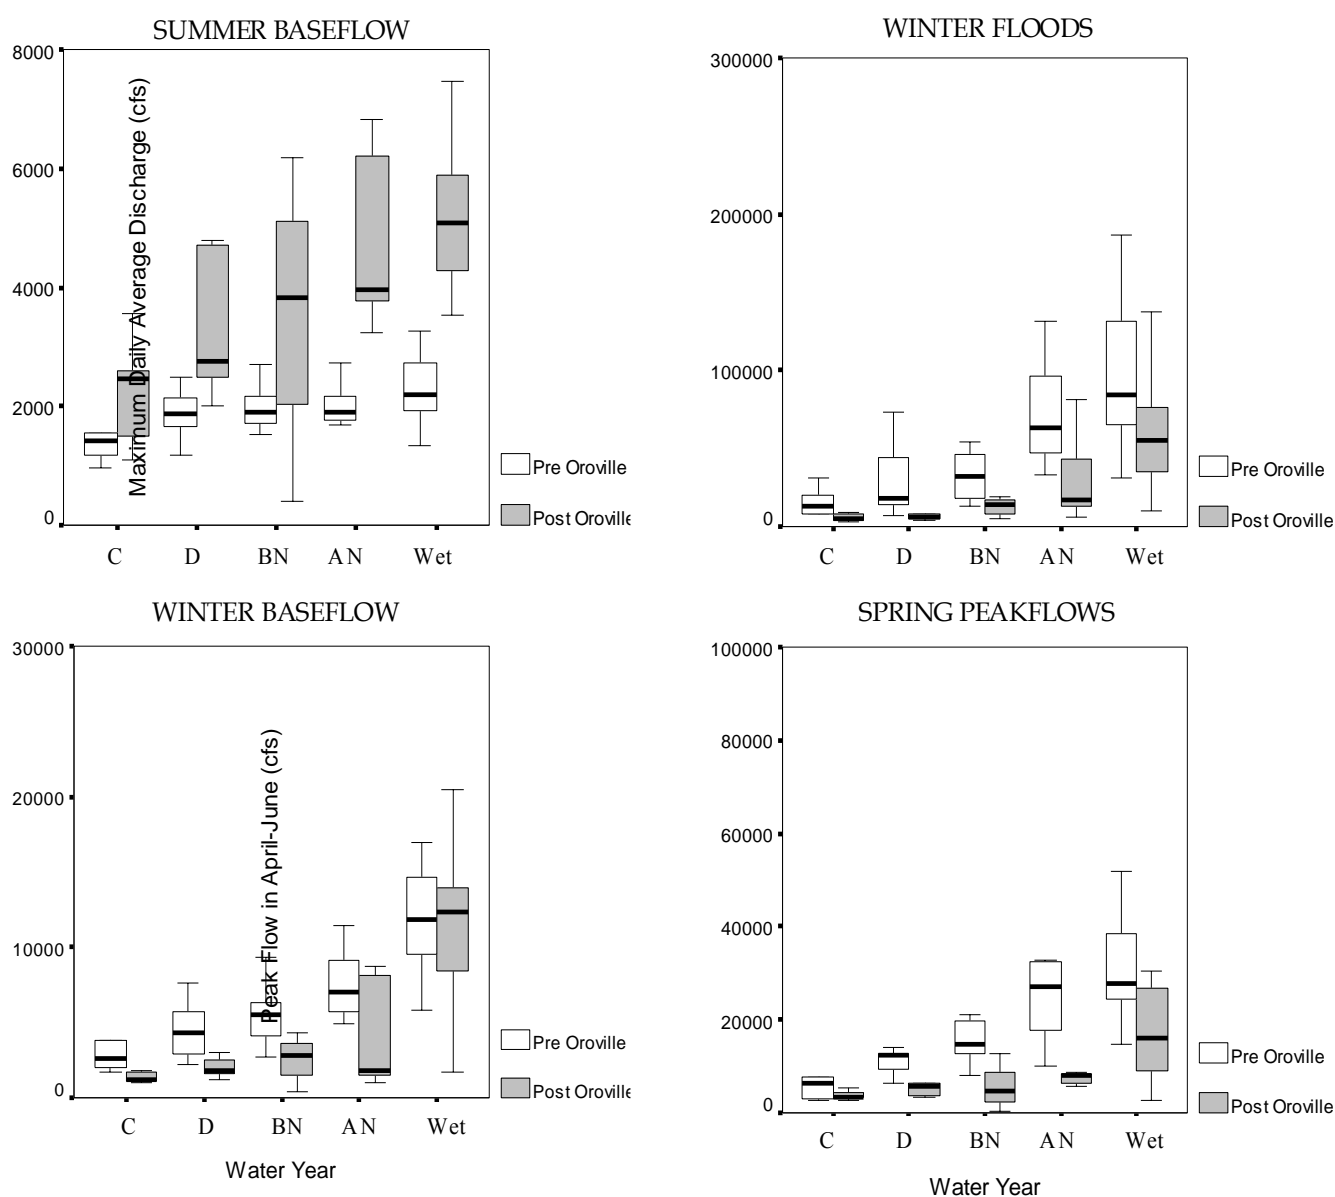 SUMMER BASEFLOW
Maximum Daily Average Discharge (cfs)
8000
6000
4000
2000
0
C D BN AN Wet
Pre Oroville
Post Oroville
WINTER FLOODS
300000
200000
100000
0
C D BN AN Wet
Pre Oroville
Post Oroville
WINTER BASEFLOW
30000
20000
10000
0
C D BN AN Wet
Water Year
Pre Oroville
Post Oroville
SPRING PEAKFLOWS
Peak Flow in April-June (cfs)
100000
80000
60000
40000
20000
0
C D BN AN Wet
Water Year
Pre Oroville
Post Oroville